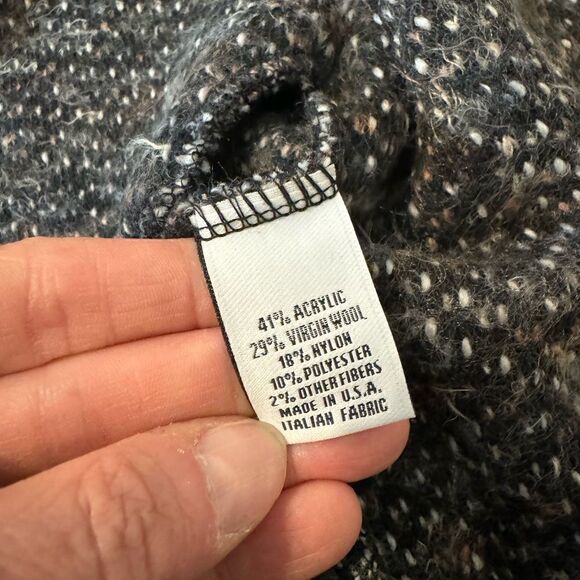 41% ACRYLIC
29% VIRGIN WOOL
18% NYLON
10% POLYESTER
2% OTHER FIBERS
MADE IN U.S.A.
ITALIAN FABRIC